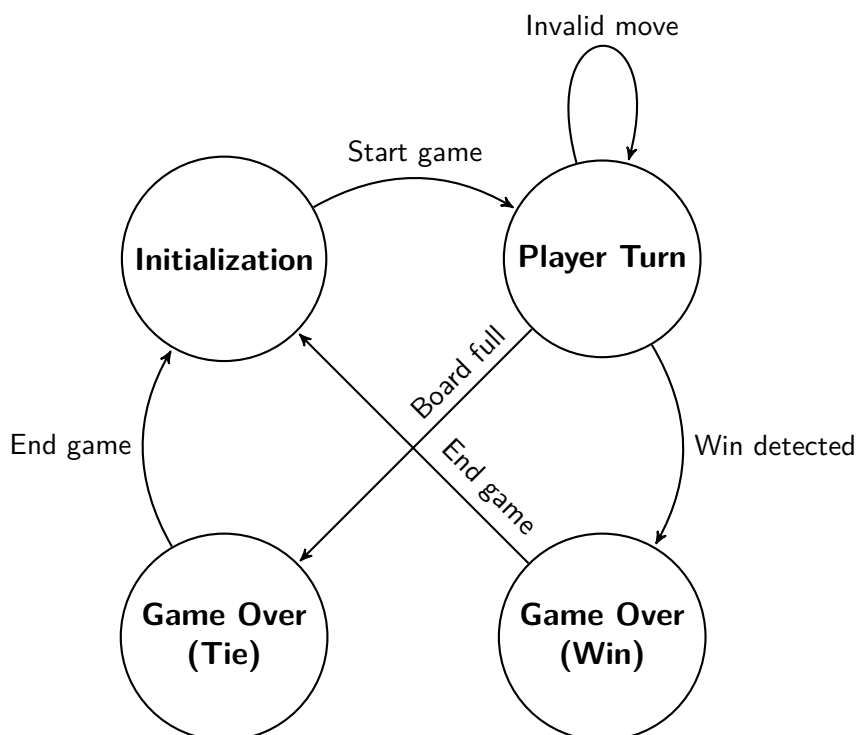 Invalid move
Start game
Initialization
Player Turn
Board full
End game
End game
Win detected
Game Over
(Tie)
Game Over
(Win)